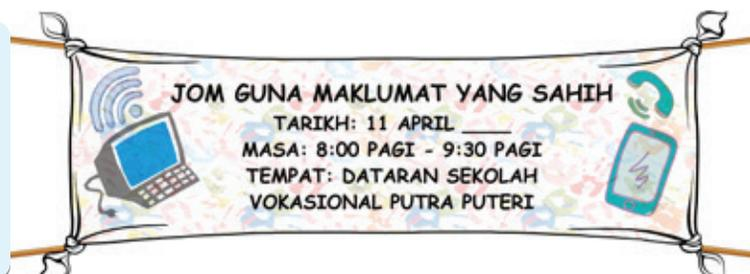 JOM GUNA MAKLUMAT YANG SAHIH
TARIKH: 11 APRIL ____
MASA: 8:00 PAGI - 9:30 PAGI
TEMPAT: DATARAN SEKOLAH
VOKASIONAL PUTRA PUTERI